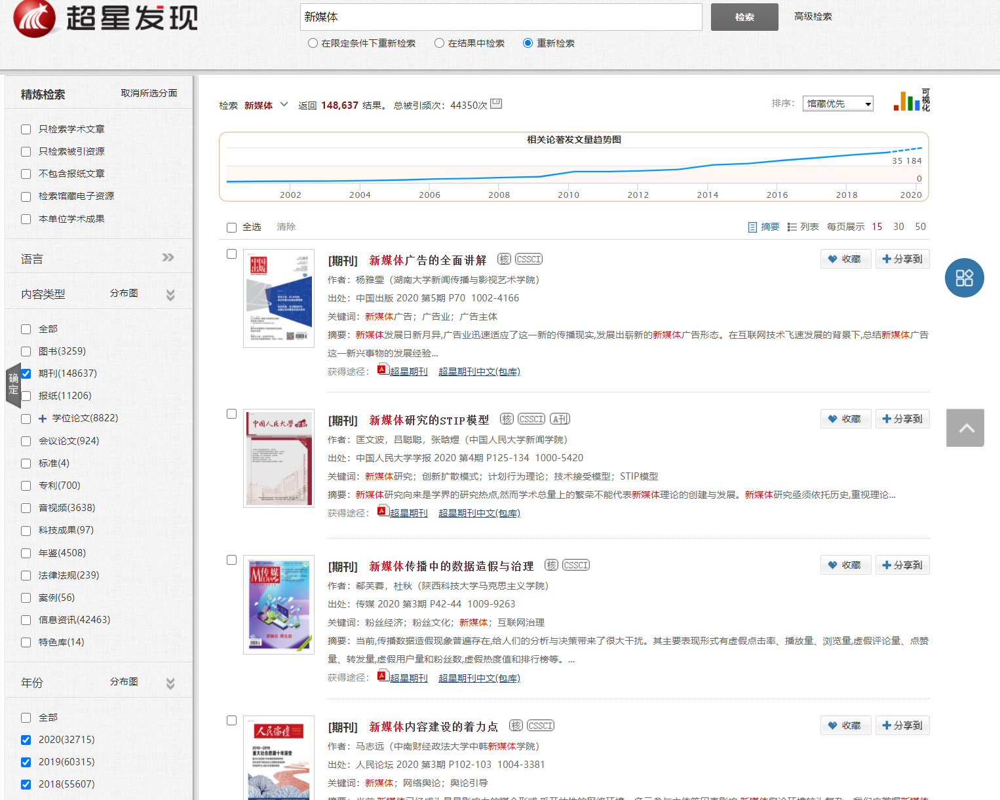 超星发现
新媒体
检索
高级检索
在限定条件下重新检索 在结果中检索 重新检索
精炼检索 取消所选分面
只检索学术文章
只检索被引资源
不包含报纸文章
检索馆藏电子资源
本单位学术成果
语言
内容类型 分布图
全部
图书(3259)
期刊(148637)
报纸(11206)
学位论文(8822)
会议论文(924)
标准(4)
专利(700)
音视频(3638)
科技成果(97)
年鉴(4508)
法律法规(239)
案例(56)
信息资讯(42463)
特色库(14)
确定
年份 分布图
全部
2020(32715)
2019(60315)
2018(55607)
检索 新媒体 返回 148,637 结果。 总被引频次：44350次
排序： 馆藏优先
可视化
相关论著发文量趋势图
35 184
0
2002 2004 2006 2008 2010 2012 2014 2016 2018 2020
全选 清除
摘要 列表 每页展示 15 30 50
[期刊] 新媒体广告的全面讲解 核 CSSCI
收藏 分享到
作者：杨雅雯（湖南大学新闻传播与影视艺术学院）
出处：中国出版 2020 第5期 P70 1002-4166
关键词：新媒体广告；广告业；广告主体
摘要：新媒体发展日新月异,广告业迅速适应了这一新的传播现实,发展出崭新的新媒体广告形态。在互联网技术飞速发展的背景下,总结新媒体广告
这一新兴事物的发展经验...
获得途径： 超星期刊 超星期刊中文(包库)
中国出版
[期刊] 新媒体研究的STIP模型 核 CSSCI A刊
收藏 分享到
作者：匡文波，吕聪聪，张晗煜（中国人民大学新闻学院）
出处：中国人民大学学报 2020 第4期 P125-134 1000-5420
关键词：新媒体研究；创新扩散模式；计划行为理论；技术接受模型；STIP模型
摘要：新媒体研究向来是学界的研究热点,然而学术总量上的繁荣不能代表新媒体理论的创建与发展。新媒体研究亟须依托历史,重视理论...
获得途径： 超星期刊 超星期刊中文(包库)
中国人民大学
[期刊] 新媒体传播中的数据造假与治理 核 CSSCI
收藏 分享到
作者：郗芙蓉，杜秋（陕西科技大学马克思主义学院）
出处：传媒 2020 第3期 P42-44 1009-9263
关键词：粉丝经济；粉丝文化；新媒体；互联网治理
摘要：当前,传播数据造假现象普遍存在,给人们的分析与决策带来了很大干扰。其主要表现形式有虚假点击率、播放量、浏览量,虚假评论量、点赞
量、转发量,虚假用户量和粉丝数,虚假热度值和排行榜等。...
获得途径： 超星期刊 超星期刊中文(包库)
传媒
MEDIA
新融合 新生态
[期刊] 新媒体内容建设的着力点 核 CSSCI
收藏 分享到
作者：马志远（中南财经政法大学中韩新媒体学院）
出处：人民论坛 2020 第3期 P102-103 1004-3381
关键词：新媒体；网络舆论；舆论引导
人民论坛
2010—2019
重大社会思潮十年演变